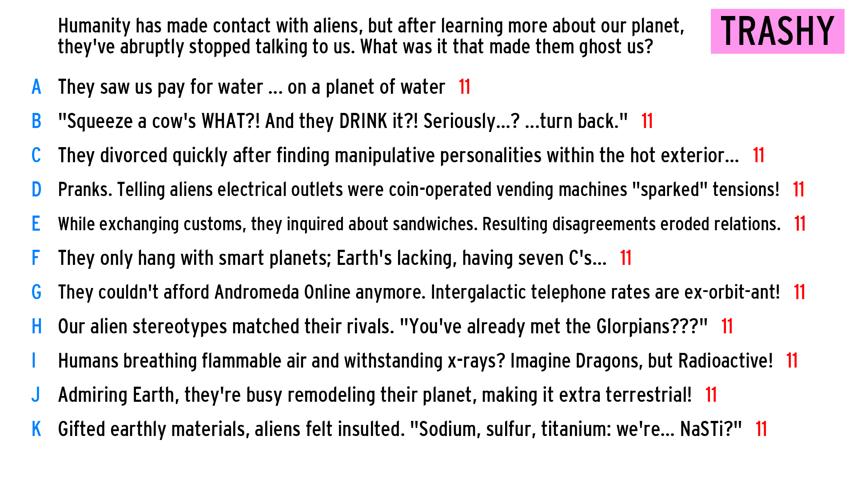 Humanity has made contact with aliens, but after learning more about our planet,
they've abruptly stopped talking to us. What was it that made them ghost us?
TRASHY
A They saw us pay for water ... on a planet of water 11
B "Squeeze a cow's WHAT?! And they DRINK it?! Seriously...? ...turn back." 11
C They divorced quickly after finding manipulative personalities within the hot exterior... 11
D Pranks. Telling aliens electrical outlets were coin-operated vending machines "sparked" tensions! 11
E While exchanging customs, they inquired about sandwiches. Resulting disagreements eroded relations. 11
F They only hang with smart planets; Earth's lacking, having seven C's... 11
G They couldn't afford Andromeda Online anymore. Intergalactic telephone rates are ex-orbit-ant! 11
H Our alien stereotypes matched their rivals. "You've already met the Glorpians???" 11
I Humans breathing flammable air and withstanding x-rays? Imagine Dragons, but Radioactive! 11
J Admiring Earth, they're busy remodeling their planet, making it extra terrestrial! 11
K Gifted earthly materials, aliens felt insulted. "Sodium, sulfur, titanium: we're... NaSTi?" 11